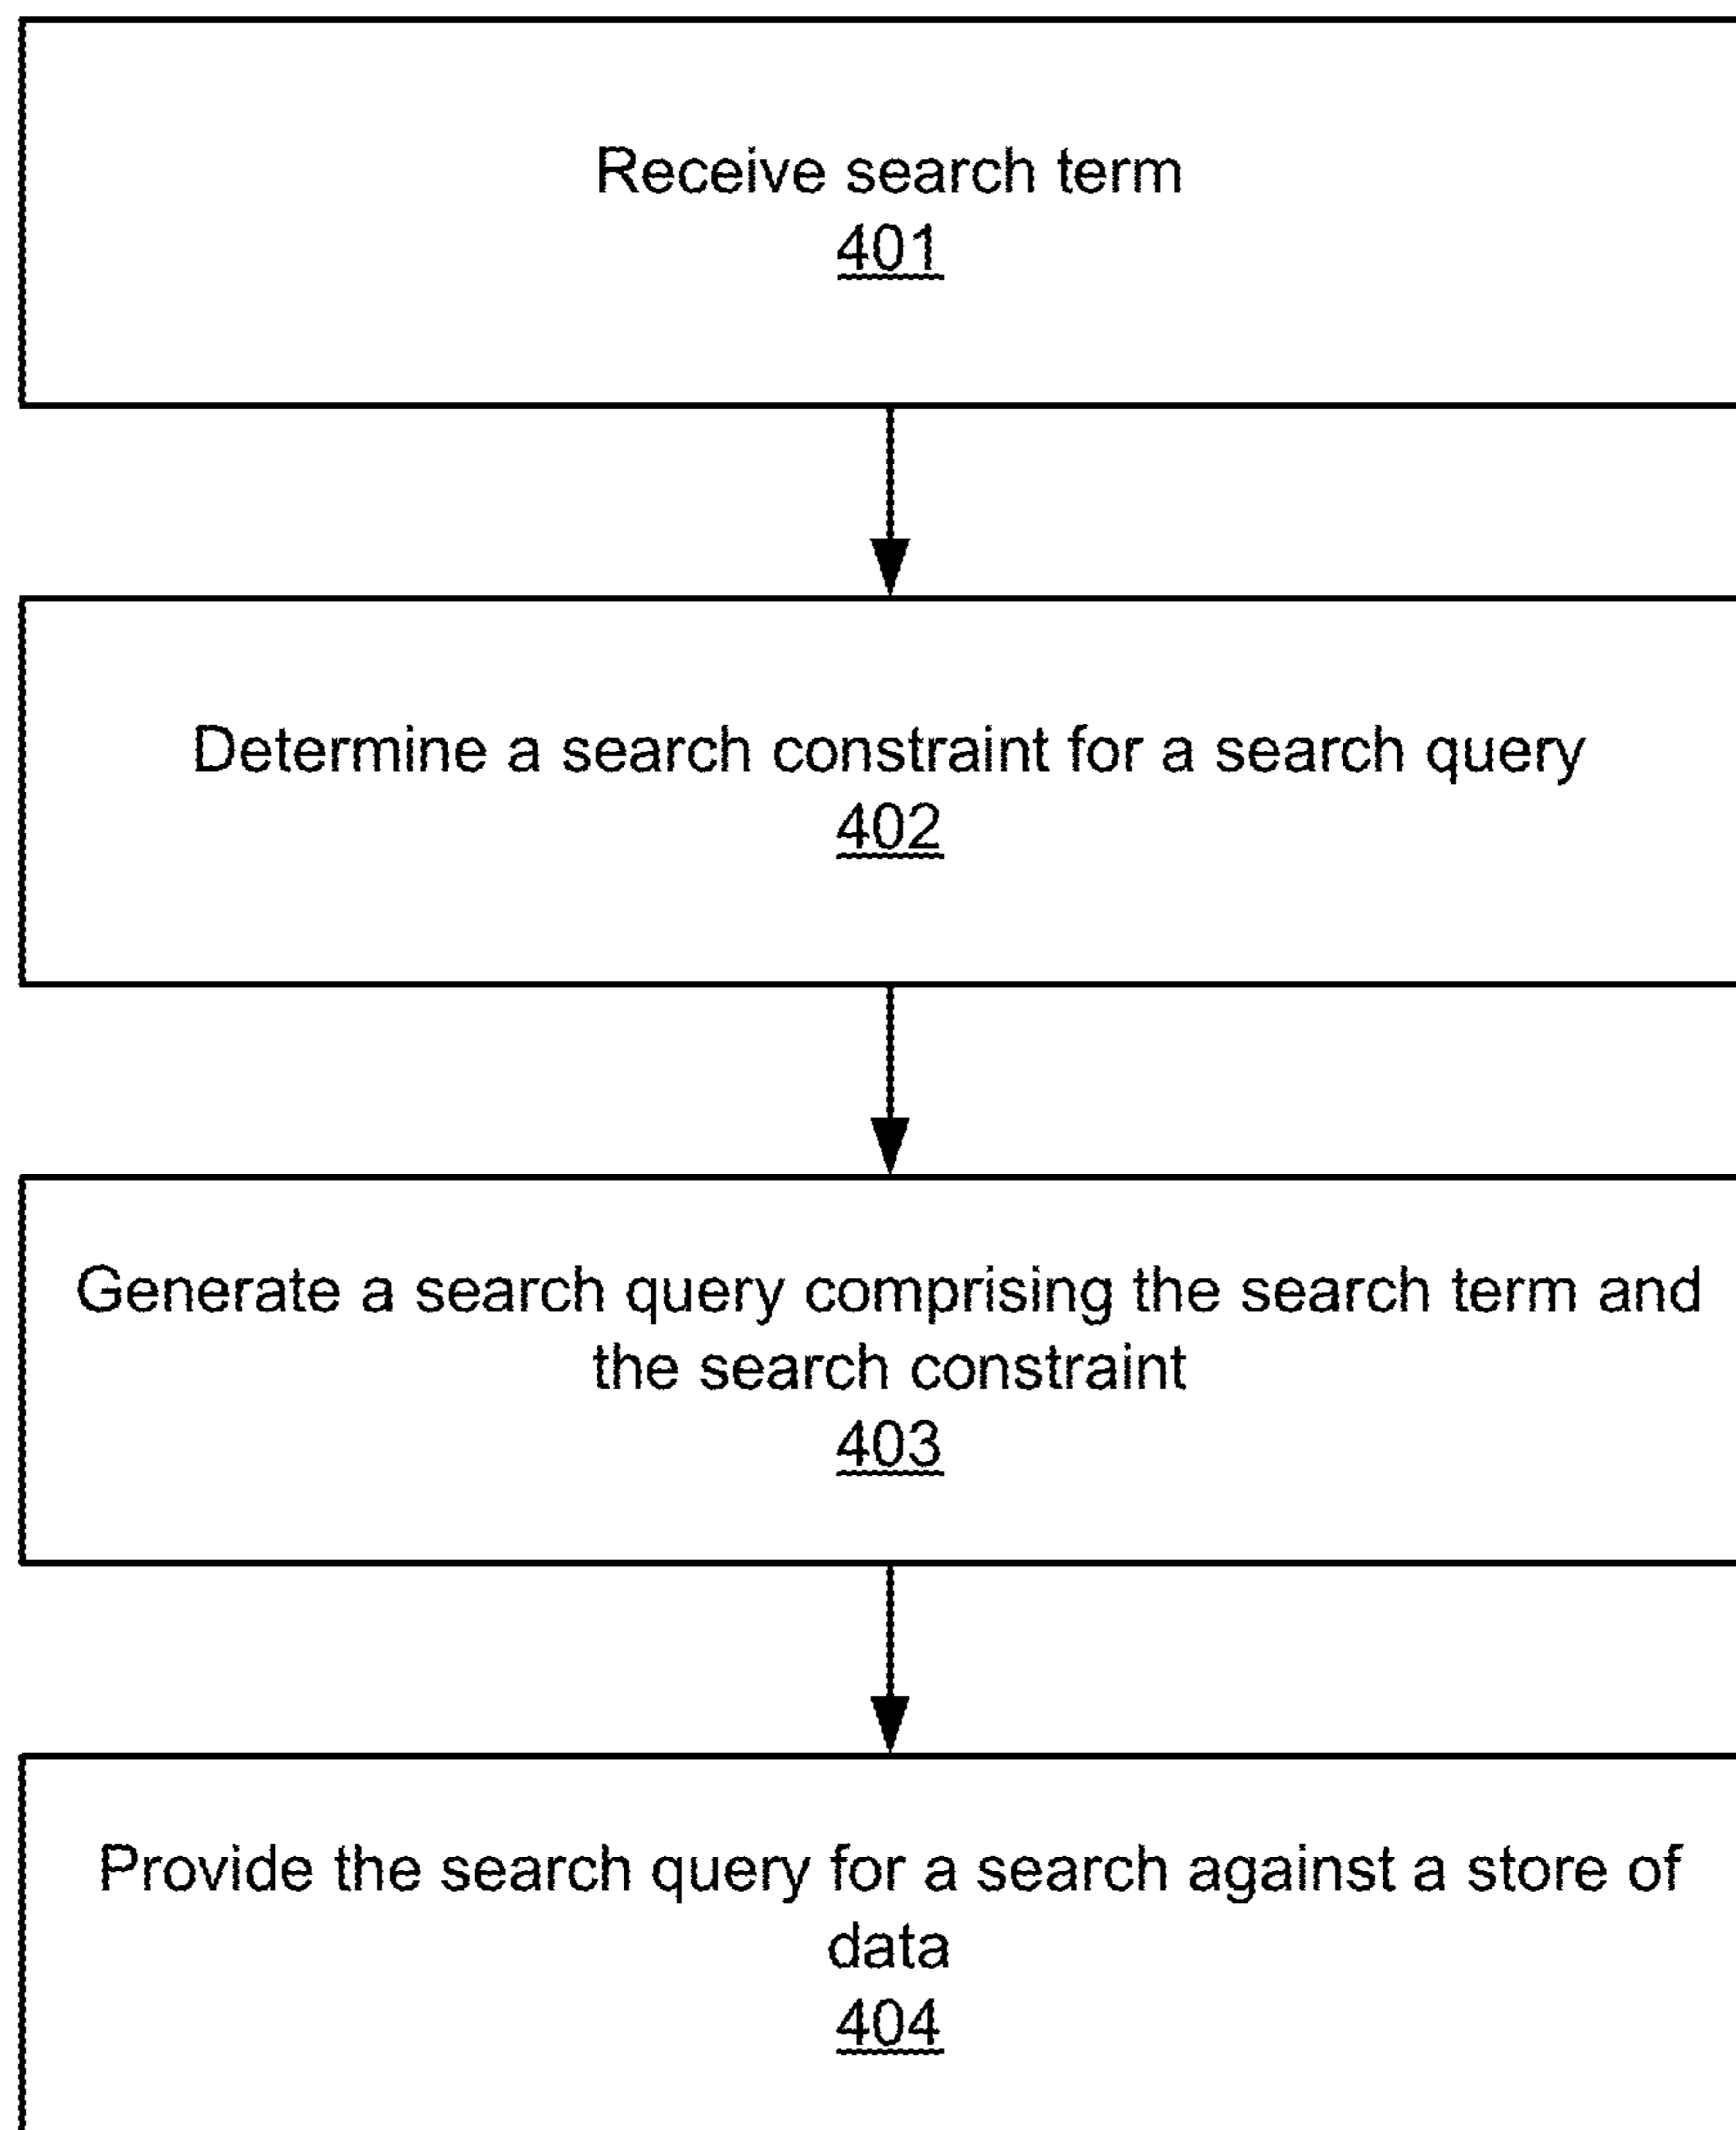 Receive search term
401
Determine a search constraint for a search query
402
Generate a search query comprising the search term and
the search constraint
403
Provide the search query for a search against a store of
data
404